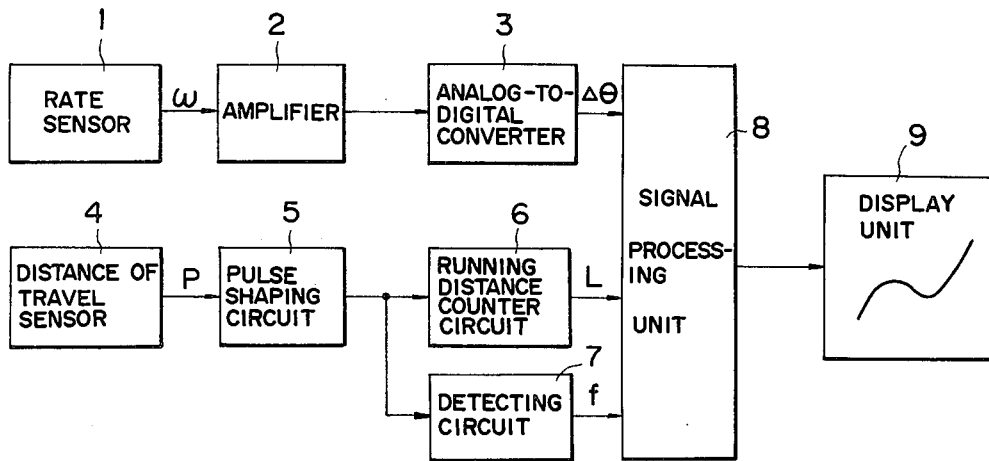 1
RATE
SENSOR
ω
2
AMPLIFIER
3
ANALOG-TO-
DIGITAL
CONVERTER
Δθ
4
DISTANCE OF
TRAVEL
SENSOR
P
5
PULSE
SHAPING
CIRCUIT
6
RUNNING
DISTANCE
COUNTER
CIRCUIT
L
7
DETECTING
CIRCUIT
f
8
SIGNAL
PROCESS-
ING
UNIT
9
DISPLAY
UNIT